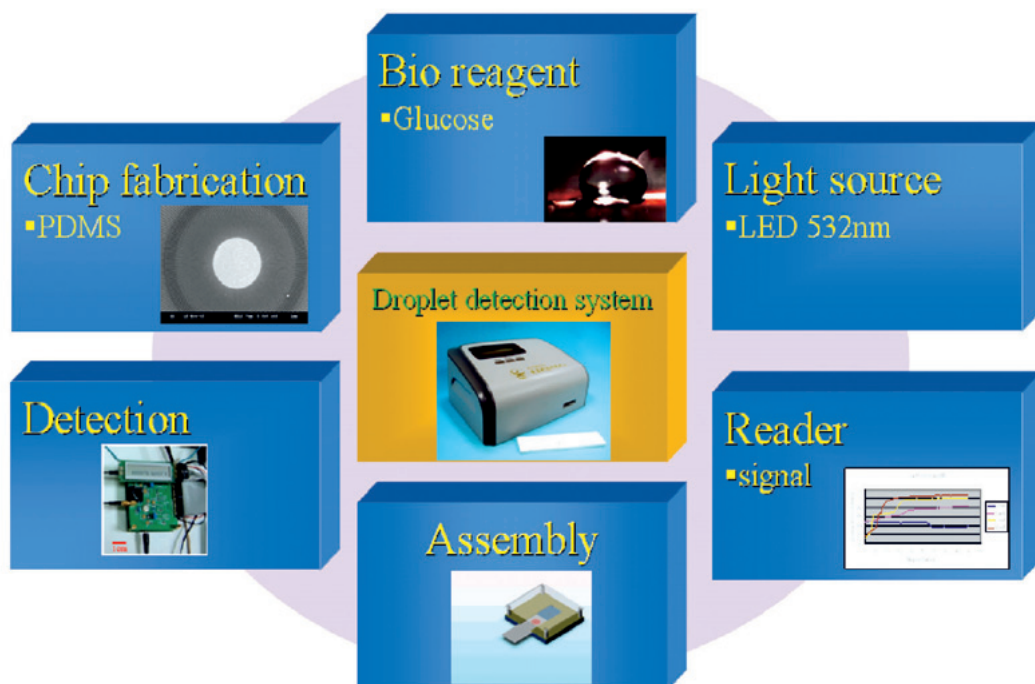 Bio reagent
▪Glucose
Chip fabrication
▪PDMS
Light source
▪LED 532nm
Droplet detection system
Detection
Reader
▪signal
Assembly